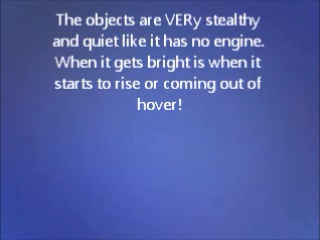 The objects are VERy stealthy
and quiet like it has no engine.
When it gets bright is when it
starts to rise or coming out of
hover!